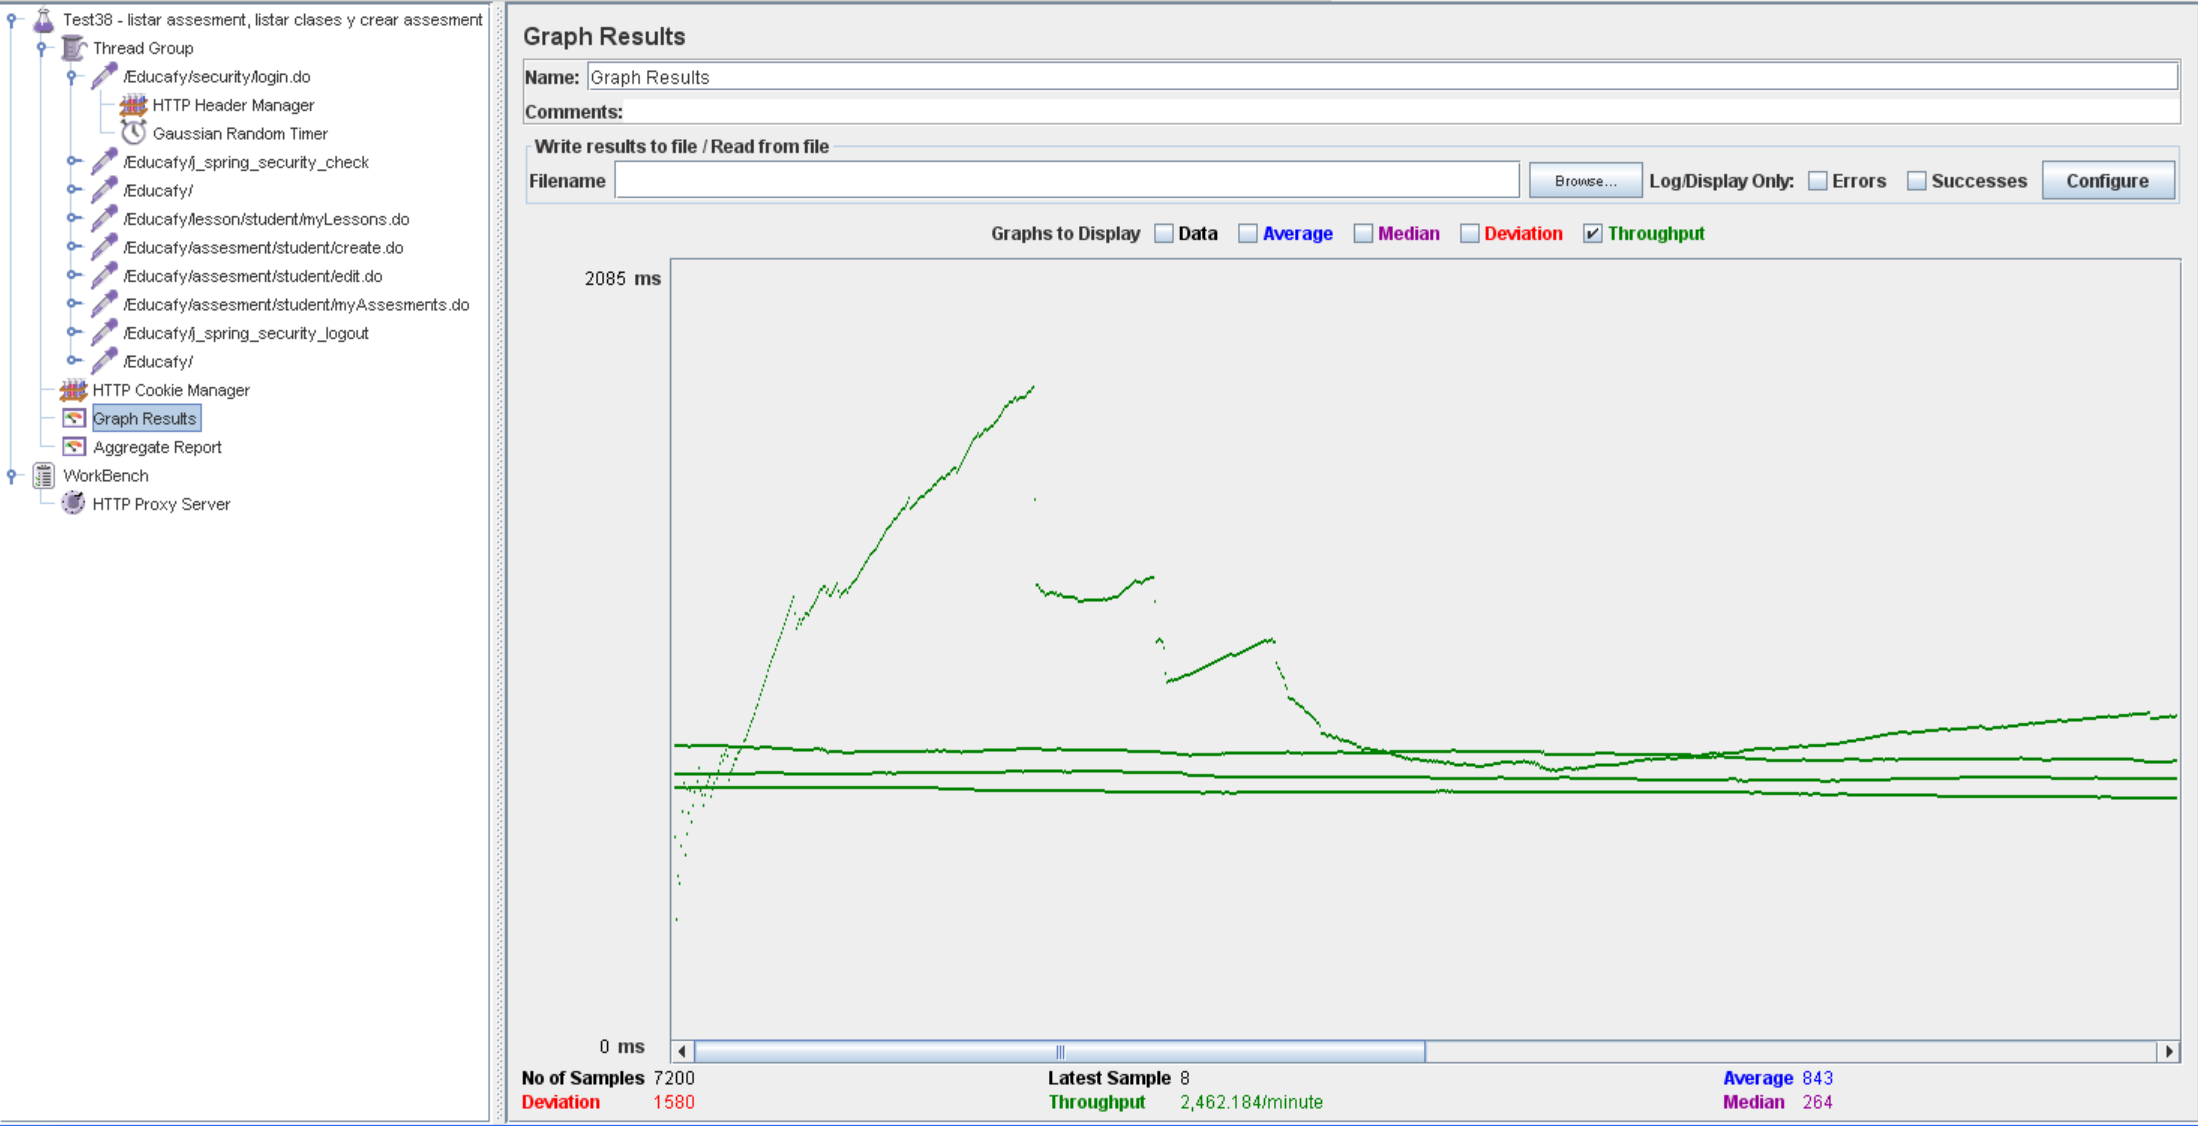 Test38 - listar assesment, listar clases y crear assesment
Thread Group
/Educafy/security/login.do
HTTP Header Manager
Gaussian Random Timer
/Educafy/j_spring_security_check
/Educafy/
/Educafy/lesson/student/myLessons.do
/Educafy/assesment/student/create.do
/Educafy/assesment/student/edit.do
/Educafy/assesment/student/myAssesments.do
/Educafy/j_spring_security_logout
/Educafy/
HTTP Cookie Manager
Graph Results
Aggregate Report
WorkBench
HTTP Proxy Server
Graph Results
Name: Graph Results
Comments:
Write results to file / Read from file
Filename Browse... Log/Display Only: Errors Successes Configure
Graphs to Display Data Average Median Deviation Throughput
2085 ms
0 ms
No of Samples 7200 Latest Sample 8 Average 843
Deviation 1580 Throughput 2,462.184/minute Median 264